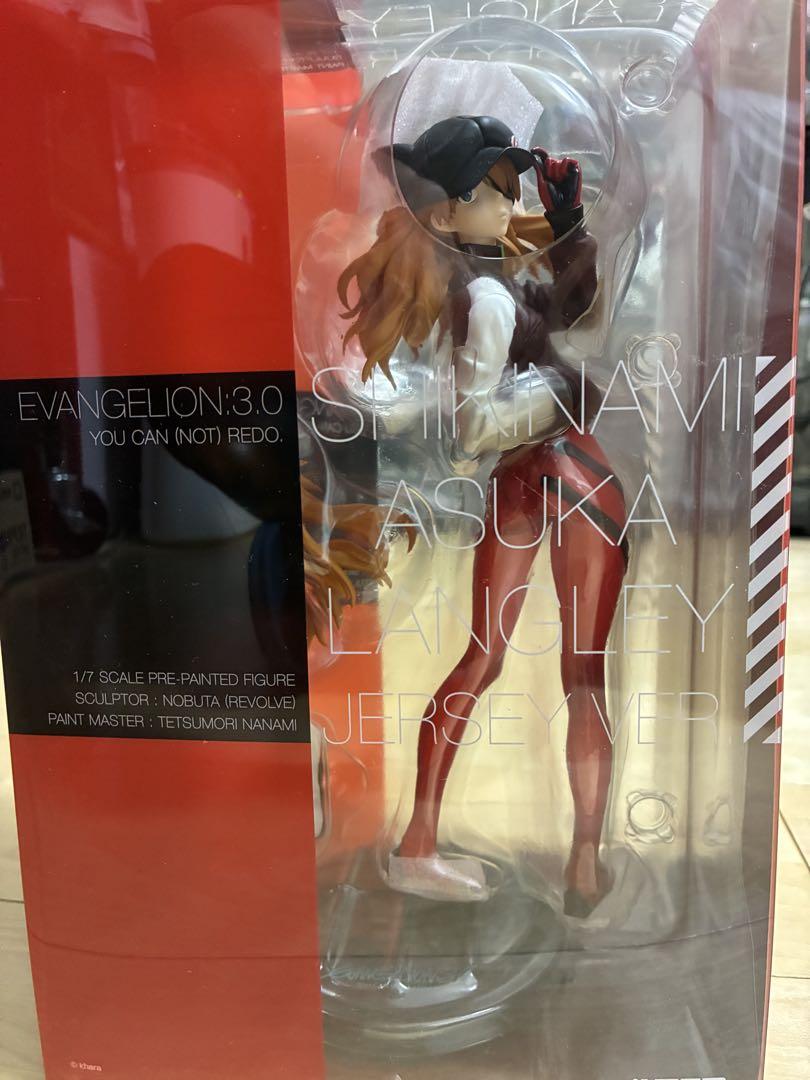 EVANGELION:3.0
YOU CAN (NOT) REDO.
SHIKINAMI
ASUKA
LANGLEY
JERSEY VER.
1/7 SCALE PRE-PAINTED FIGURE
SCULPTOR : NOBUTA (REVOLVE)
PAINT MASTER : TETSUMORI NANAMI
© khara